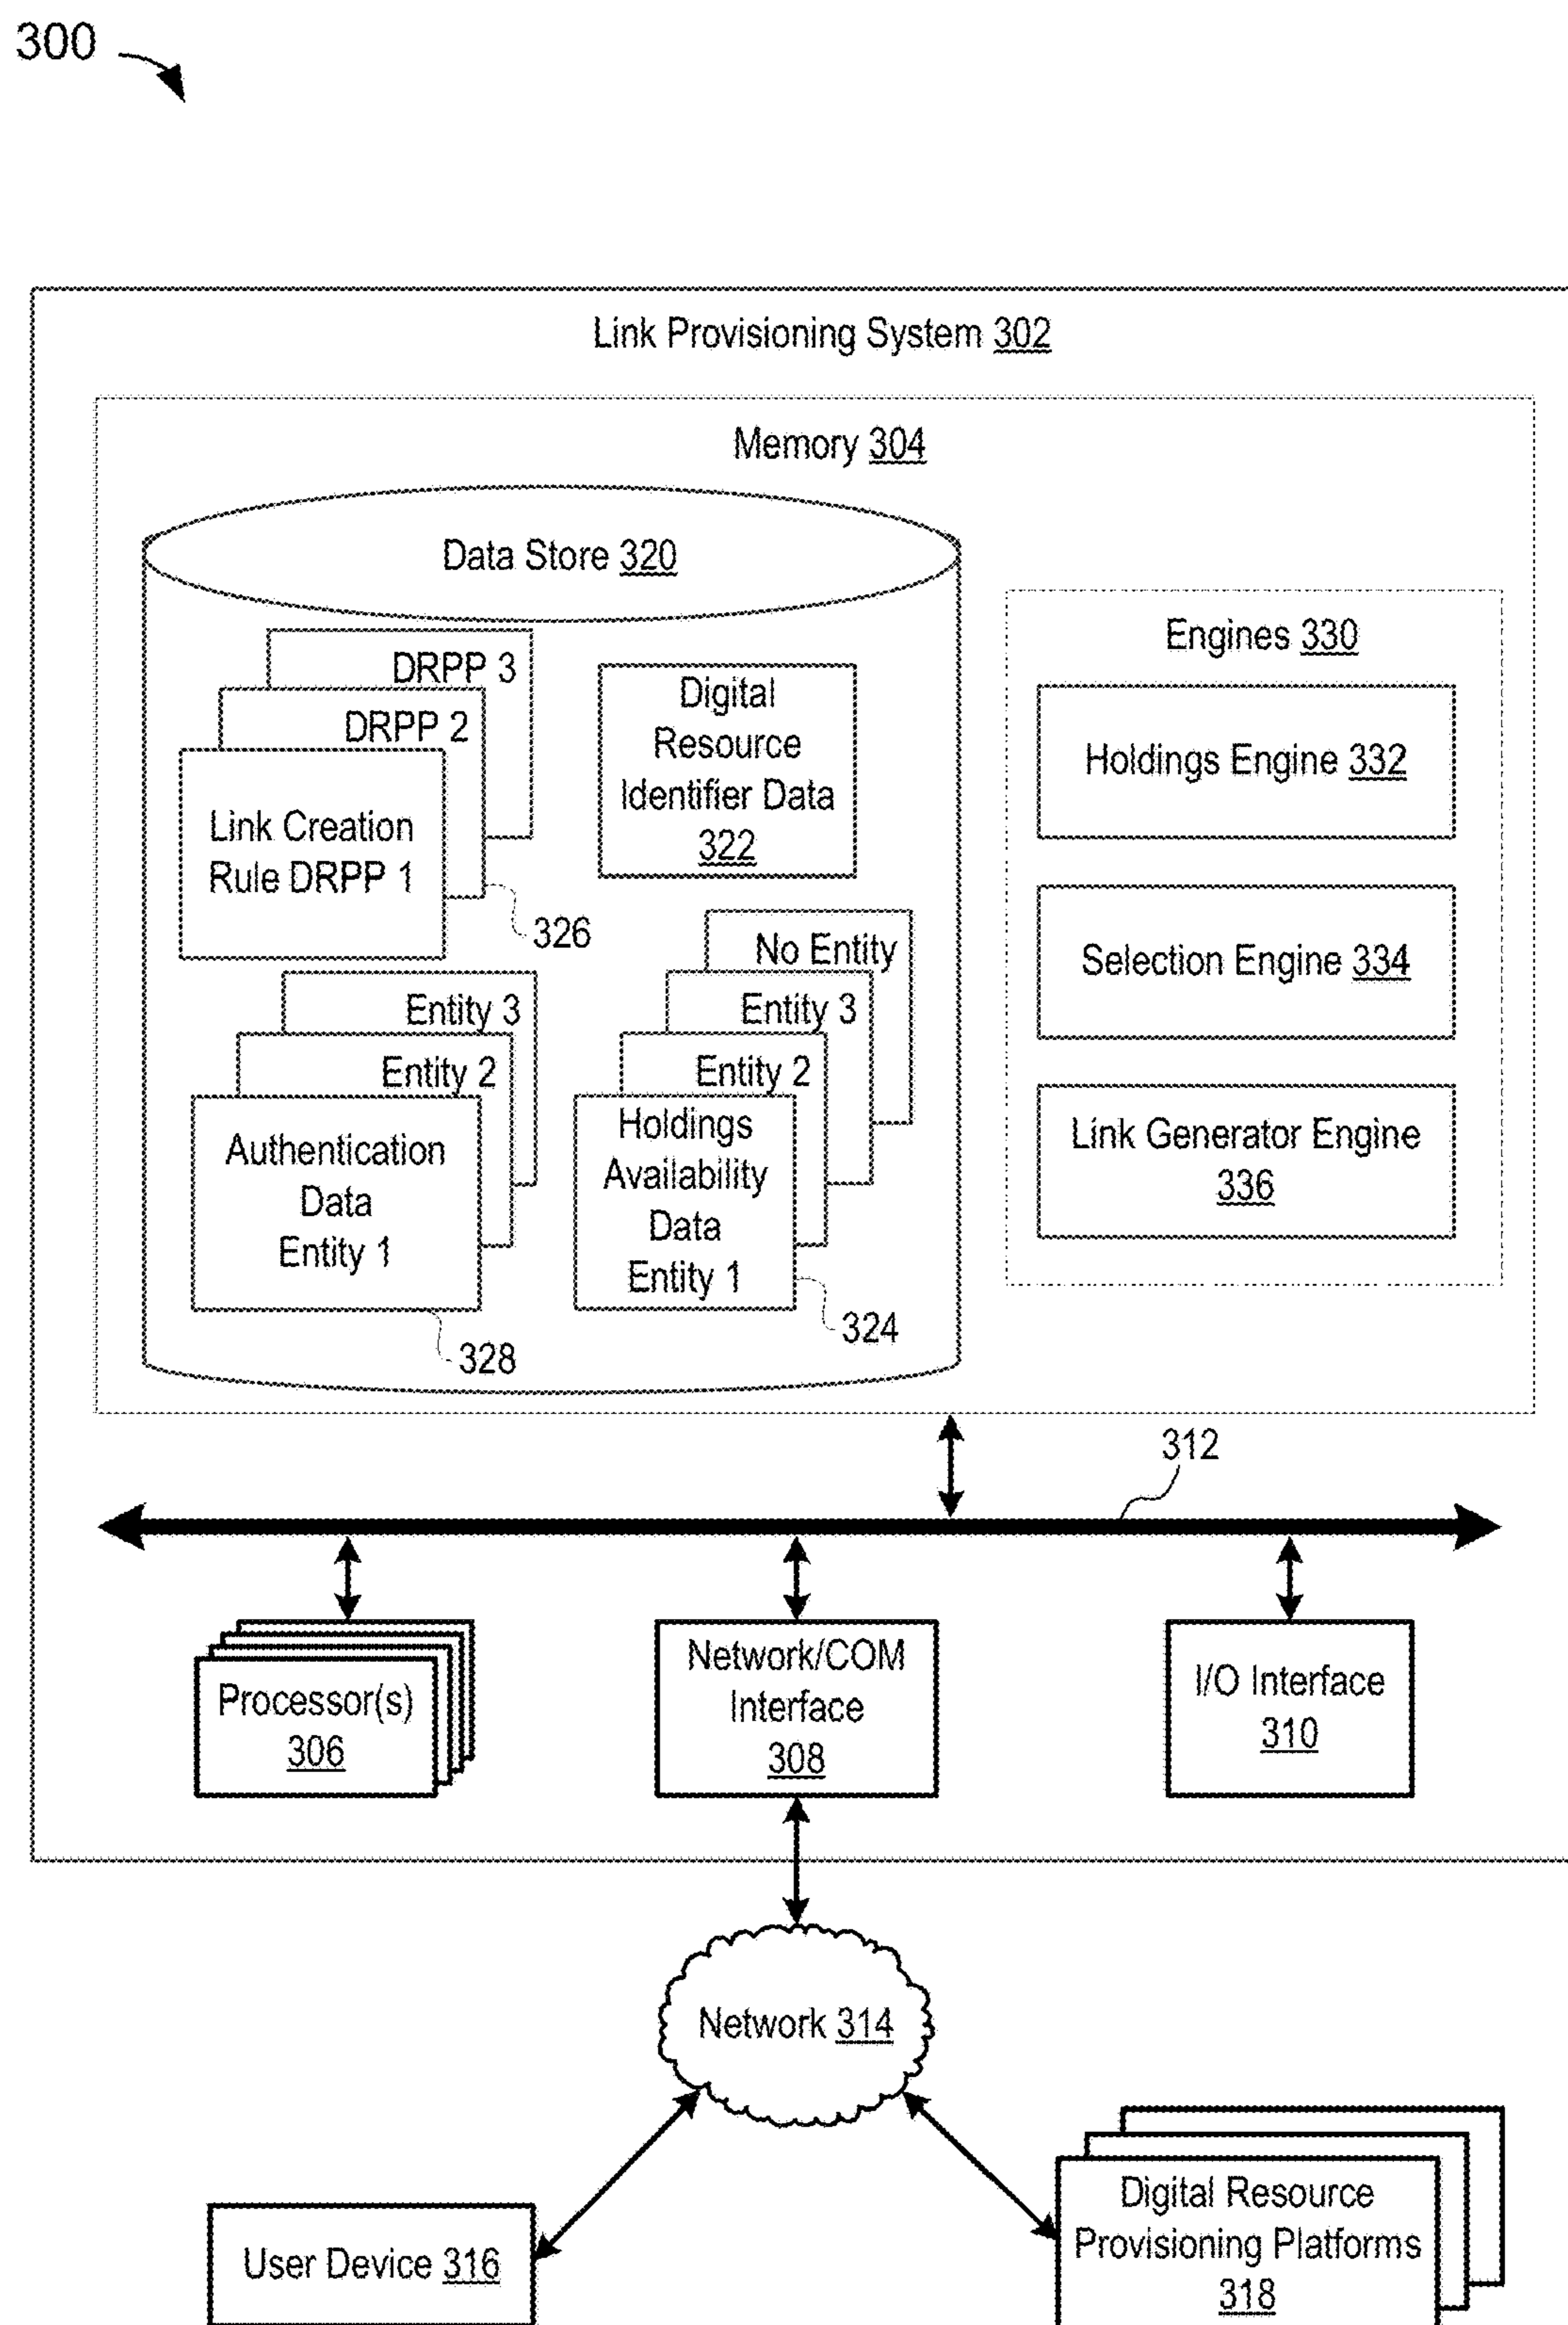 300
Link Provisioning System 302
Memory 304
Data Store 320
DRPP 3
DRPP 2
Link Creation
Rule DRPP 1
326
Digital
Resource
Identifier Data
322
Entity 3
Entity 2
Authentication
Data
Entity 1
328
No Entity
Entity 3
Entity 2
Holdings
Availability
Data
Entity 1
324
Engines 330
Holdings Engine 332
Selection Engine 334
Link Generator Engine
336
312
Processor(s)
306
Network/COM
Interface
308
I/O Interface
310
Network 314
User Device 316
Digital Resource
Provisioning Platforms
318